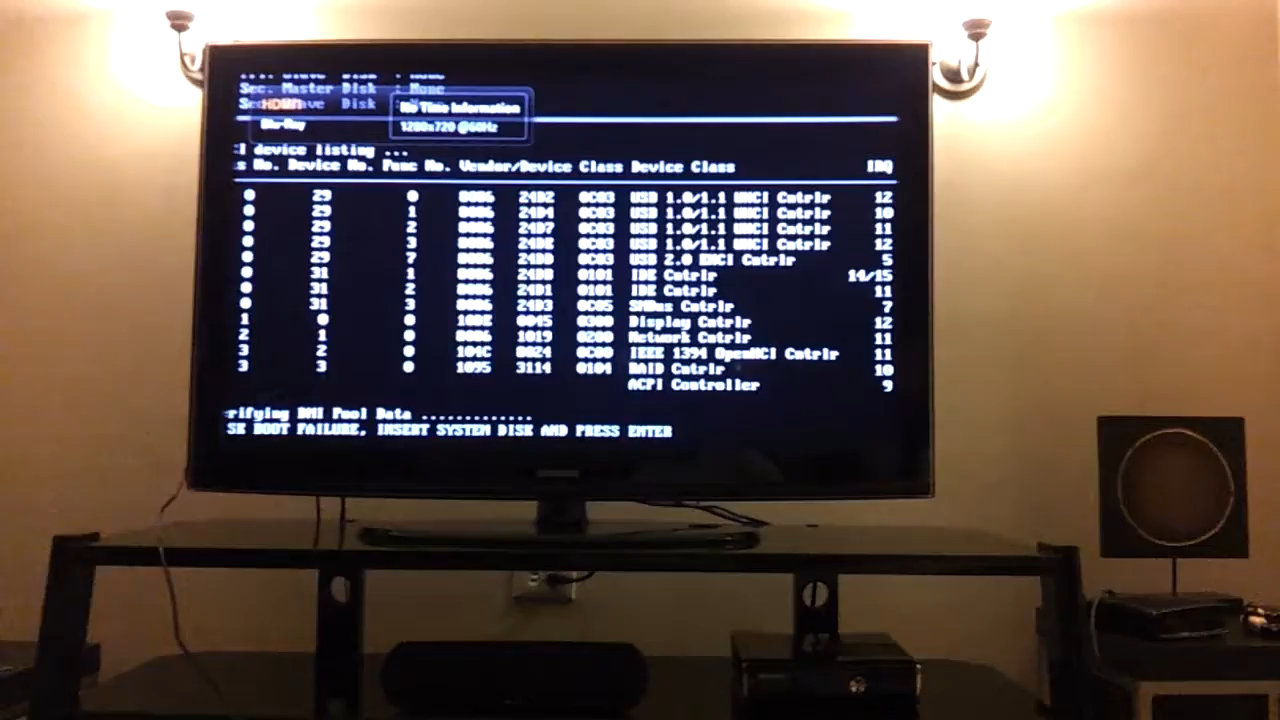 Sec. Master Disk : None
Sec. Slave Disk
HDMI1
No Time Information
Blu-Ray
1280x720 @60Hz
I device listing ...
s No. Device No. Func No. Vendor/Device Class Device Class IRQ
0 29 0 8086 24D2 0C03 USB 1.0/1.1 UHCI Cntrlr 12
0 29 1 8086 24D4 0C03 USB 1.0/1.1 UHCI Cntrlr 10
0 29 2 8086 24D7 0C03 USB 1.0/1.1 UHCI Cntrlr 11
0 29 3 8086 24DE 0C03 USB 1.0/1.1 UHCI Cntrlr 12
0 29 7 8086 24DD 0C03 USB 2.0 EHCI Cntrlr 5
0 31 1 8086 24DB 0101 IDE Cntrlr 14/15
0 31 2 8086 24D1 0101 IDE Cntrlr 11
0 31 3 8086 24D3 0C05 SMBus Cntrlr 7
1 0 0 10DE 0045 0300 Display Cntrlr 12
2 1 0 8086 1019 0200 Network Cntrlr 11
3 2 0 104C 8024 0C00 IEEE 1394 OpenHCI Cntrlr 11
3 3 0 1095 3114 0104 RAID Cntrlr 10
ACPI Controller 9
rifying DMI Pool Data .............
SK BOOT FAILURE, INSERT SYSTEM DISK AND PRESS ENTER